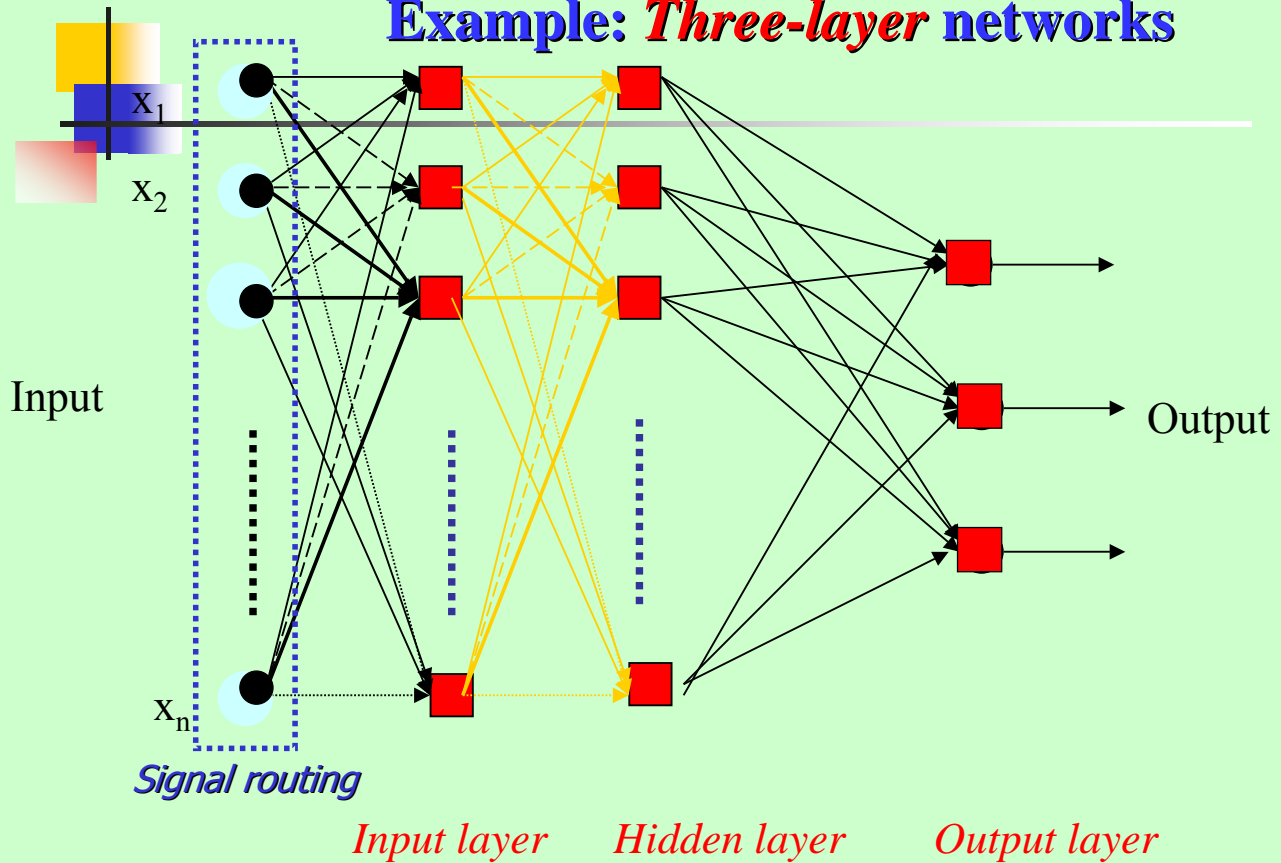 Example: Three-layer networks
x1
x2
Input
Output
xn
Signal routing
Input layer Hidden layer Output layer